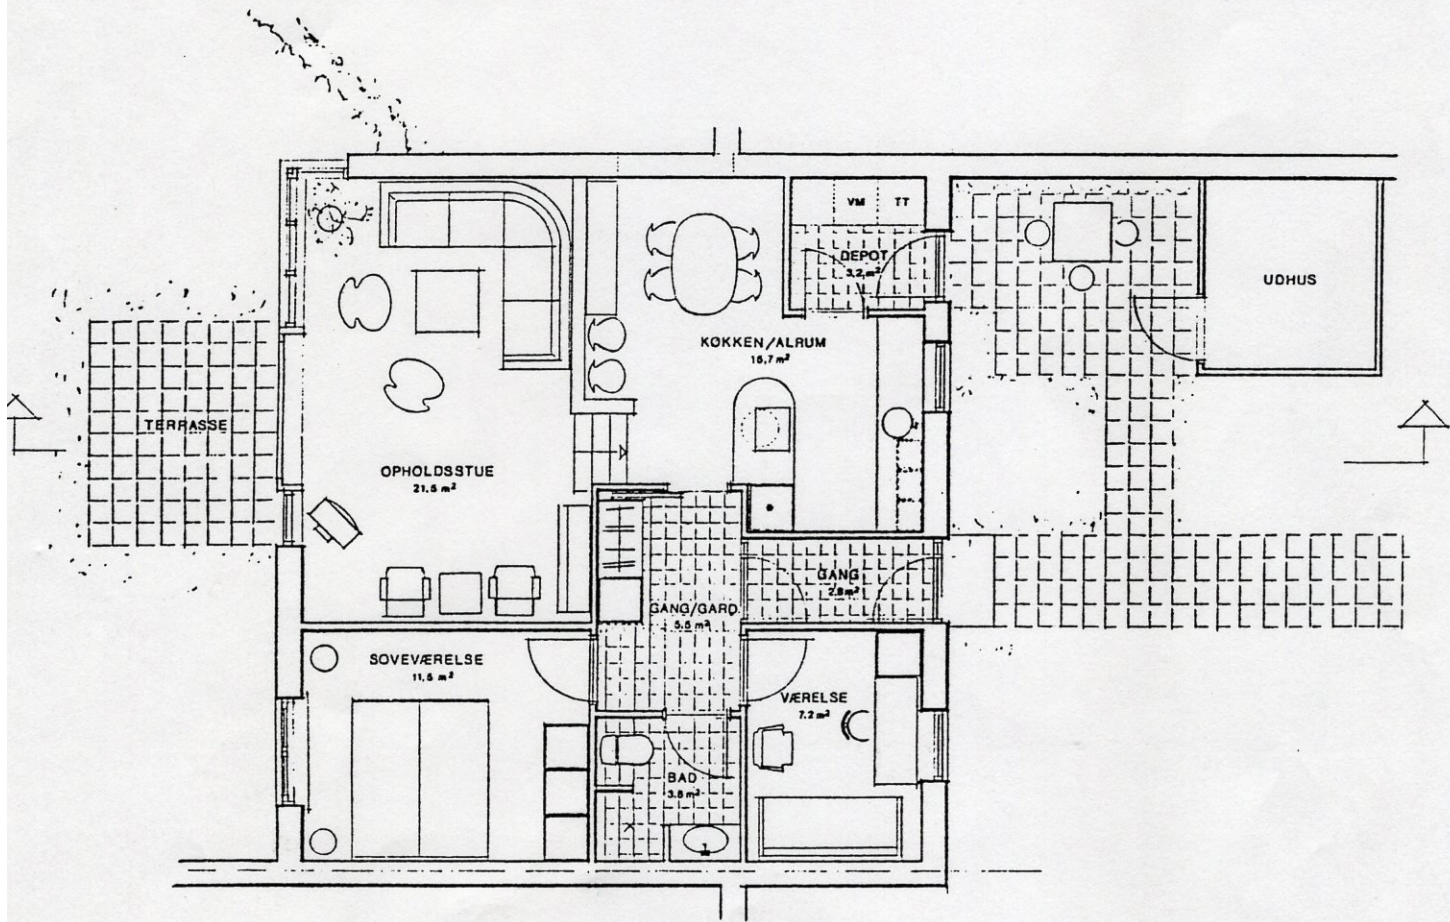 VM TT
DEPOT
3,2 m²
UDHUS
KØKKEN/ALRUM
15,7 m²
TERRASSE
OPHOLDSSTUE
21,5 m²
GANG
2,8 m²
GANG/GARD.
5,5 m²
SOVEVÆRELSE
11,5 m²
VÆRELSE
7,2 m²
BAD
3,8 m²